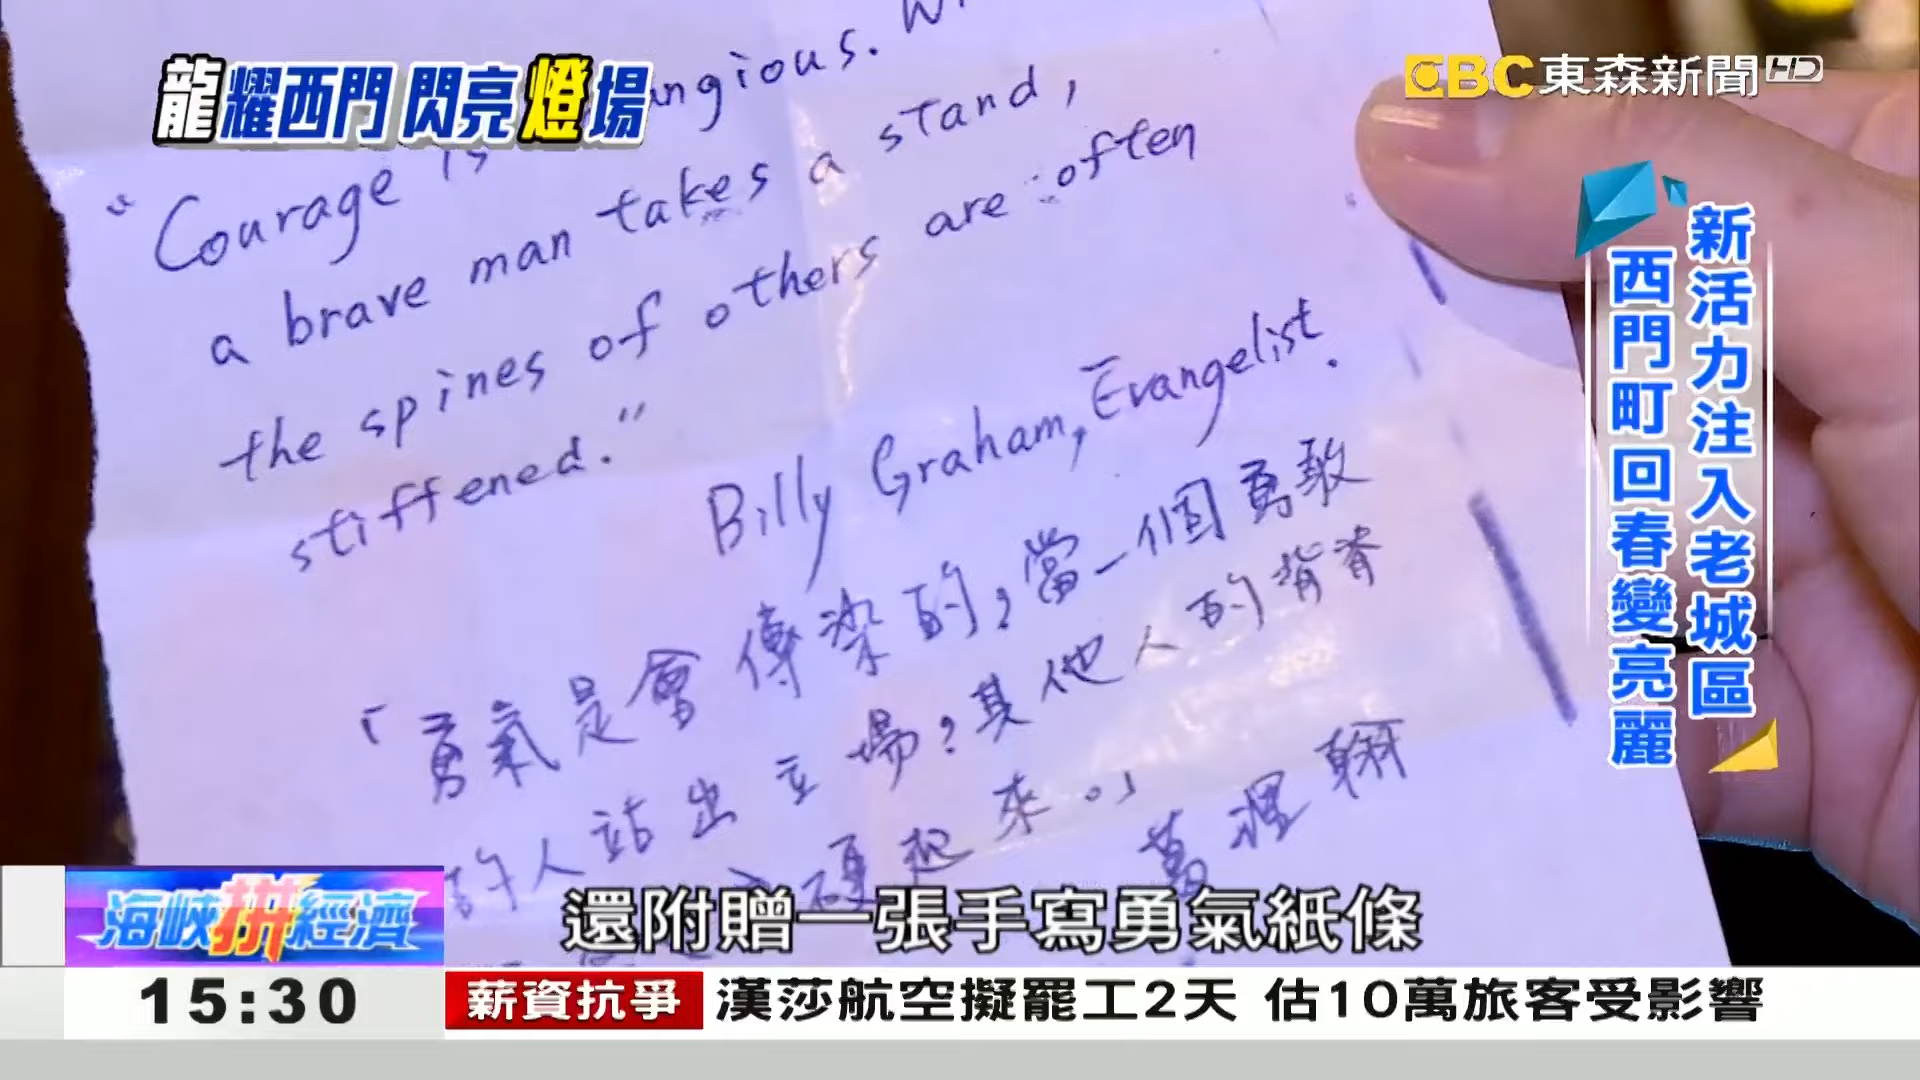 龍耀西門 閃亮燈場
EBC東森新聞HD
新活力注入老城區
西門町回春變亮麗
"Courage is
ngious.
a brave man takes a stand,
the spines of others are often
stiffened."
Billy Graham, Evangelist.
「勇氣是會傳染的,當一個勇敢
的人站出立場,其他人的背脊
硬起來。」
葛理翰
還附贈一張手寫勇氣紙條
海峽拼經濟
15:30
薪資抗爭
漢莎航空擬罷工2天 估10萬旅客受影響